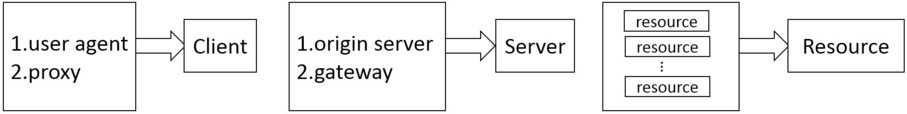 1.user agent
2.proxy
Client
1.origin server
2.gateway
Server
resource
resource
⋮
resource
Resource